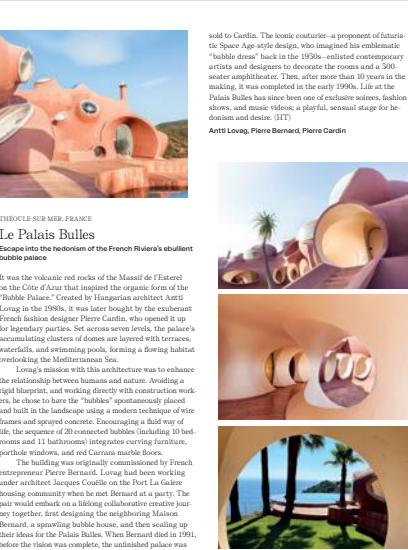 THÉOULE-SUR-MER, FRANCE
Le Palais Bulles
Escape into the hedonism of the French Riviera's ebullient
bubble palace
It was the volcanic red rocks of the Massif de l'Esterel
on the Côte d'Azur that inspired the organic form of the
"Bubble Palace." Created by Hungarian architect Antti
Lovag in the 1980s, it was later bought by the exuberant
French fashion designer Pierre Cardin, who opened it up
for legendary parties. Set across seven levels, the palace's
accumulating clusters of domes are layered with terraces,
waterfalls, and swimming pools, forming a flowing habitat
overlooking the Mediterranean Sea.
Lovag's mission with this architecture was to enhance
the relationship between humans and nature. Avoiding a
rigid blueprint, and working directly with construction work-
ers, he chose to have the "bubbles" spontaneously placed
and built in the landscape using a modern technique of wire
frames and sprayed concrete. Encouraging a fluid way of
life, the sequence of 20 connected bubbles (including 10 bed-
rooms and 11 bathrooms) integrates curving furniture,
porthole windows, and red Carrara marble floors.
The building was originally commissioned by French
entrepreneur Pierre Bernard. Lovag had been working
under architect Jacques Couëlle on the Port La Galère
housing community when he met Bernard at a party. The
pair would embark on a lifelong collaborative creative jour-
ney together, first designing the neighboring Maison
Bernard, a sprawling bubble house, and then scaling up
their ideas for the Palais Bulles. When Bernard died in 1991,
before the vision was complete, the unfinished palace was
sold to Cardin. The iconic couturier—a proponent of futuris-
tic Space Age-style design, who imagined his emblematic
"bubble dress" back in the 1950s—enlisted contemporary
artists and designers to decorate the rooms and a 500-
seater amphitheater. Then, after more than 10 years in the
making, it was completed in the early 1990s. Life at the
Palais Bulles has since been one of exclusive soirees, fashion
shows, and music videos; a playful, sensual stage for he-
donism and desire. (HT)
Antti Lovag, Pierre Bernard, Pierre Cardin